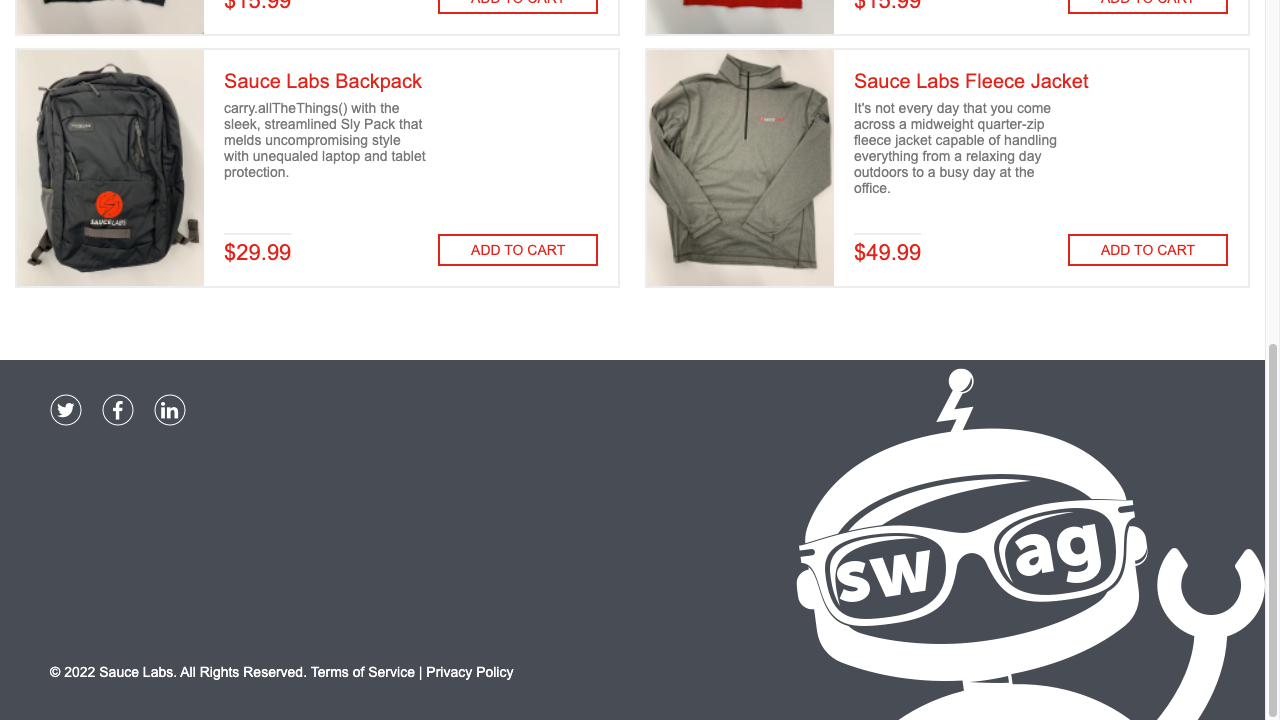 $15.99
ADD TO CART
$15.99
ADD TO CART
Sauce Labs Backpack
carry.allTheThings() with the
sleek, streamlined Sly Pack that
melds uncompromising style
with unequaled laptop and tablet
protection.
$29.99
ADD TO CART
SAUCELABS
Sauce Labs Fleece Jacket
It's not every day that you come
across a midweight quarter-zip
fleece jacket capable of handling
everything from a relaxing day
outdoors to a busy day at the
office.
$49.99
ADD TO CART
swag
© 2022 Sauce Labs. All Rights Reserved. Terms of Service | Privacy Policy